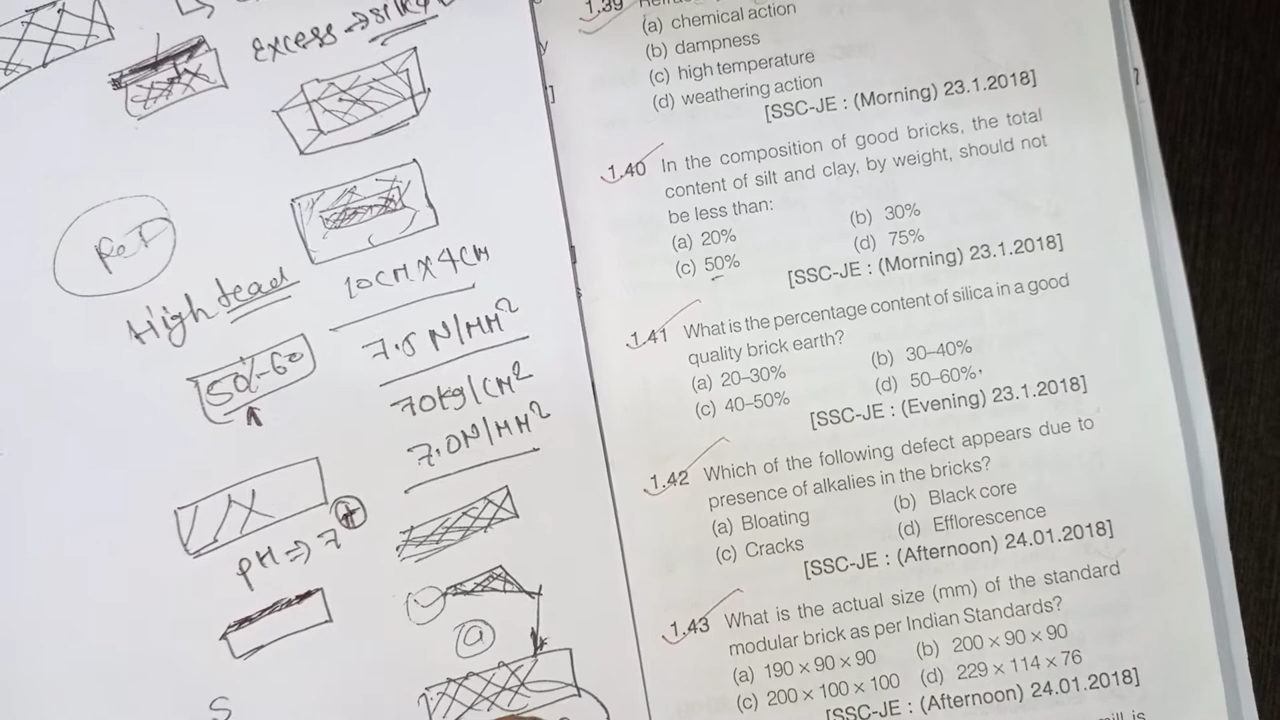 Excess ⇒
Ref
High lead
10CM X 4CM
50%-60
7.5 N/MM²
70kg/CM²
7.0N/MM²
PH ⇒ 7
+
a
S
1.39
(a) chemical action
(b) dampness
(c) high temperature
(d) weathering action
[SSC-JE : (Morning) 23.1.2018]
1.40 In the composition of good bricks, the total
content of silt and clay, by weight, should not
be less than:
(a) 20% (b) 30%
(c) 50% (d) 75%
[SSC-JE : (Morning) 23.1.2018]
1.41 What is the percentage content of silica in a good
quality brick earth?
(a) 20–30% (b) 30–40%
(c) 40–50% (d) 50–60%
[SSC-JE : (Evening) 23.1.2018]
1.42 Which of the following defect appears due to
presence of alkalies in the bricks?
(a) Bloating (b) Black core
(c) Cracks (d) Efflorescence
[SSC-JE : (Afternoon) 24.01.2018]
1.43 What is the actual size (mm) of the standard
modular brick as per Indian Standards?
(a) 190 × 90 × 90 (b) 200 × 90 × 90
(c) 200 × 100 × 100 (d) 229 × 114 × 76
[SSC-JE : (Afternoon) 24.01.2018]